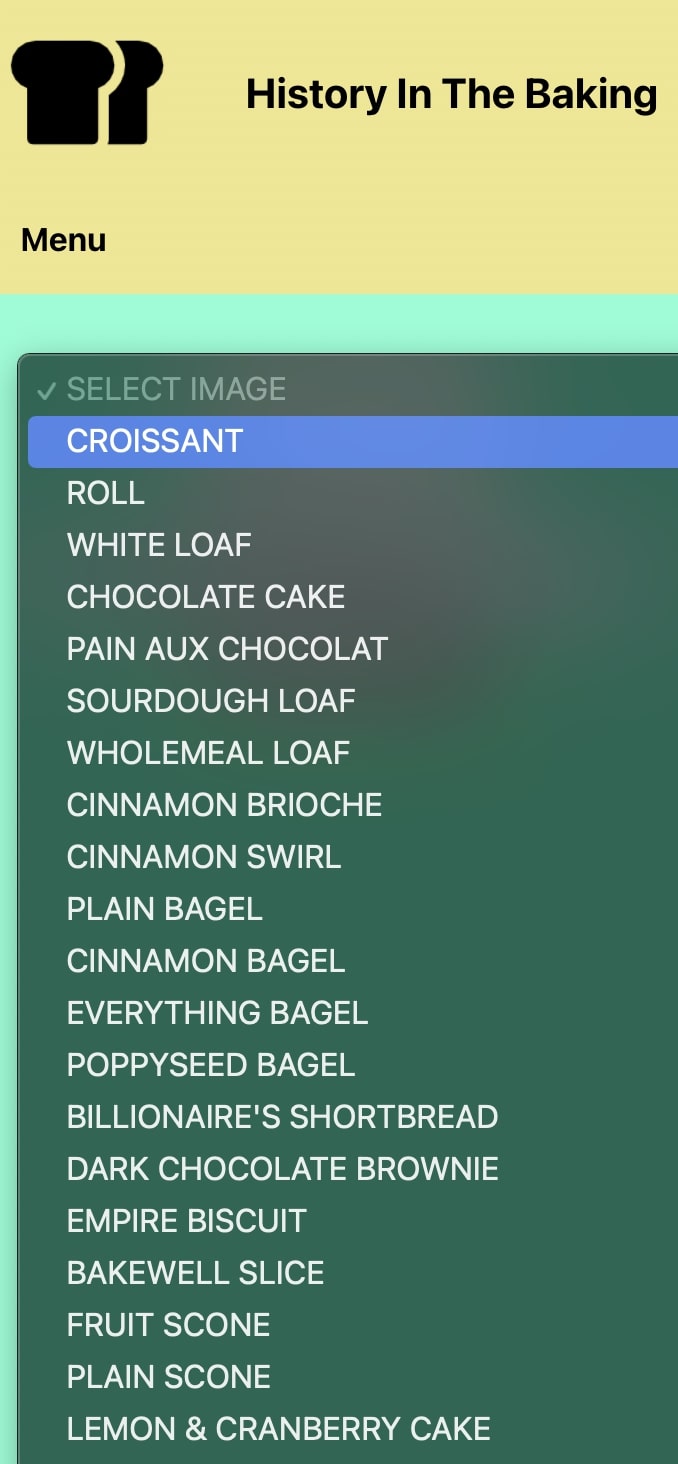 History In The Baking
Menu
✓ SELECT IMAGE
CROISSANT
ROLL
WHITE LOAF
CHOCOLATE CAKE
PAIN AUX CHOCOLAT
SOURDOUGH LOAF
WHOLEMEAL LOAF
CINNAMON BRIOCHE
CINNAMON SWIRL
PLAIN BAGEL
CINNAMON BAGEL
EVERYTHING BAGEL
POPPYSEED BAGEL
BILLIONAIRE'S SHORTBREAD
DARK CHOCOLATE BROWNIE
EMPIRE BISCUIT
BAKEWELL SLICE
FRUIT SCONE
PLAIN SCONE
LEMON & CRANBERRY CAKE